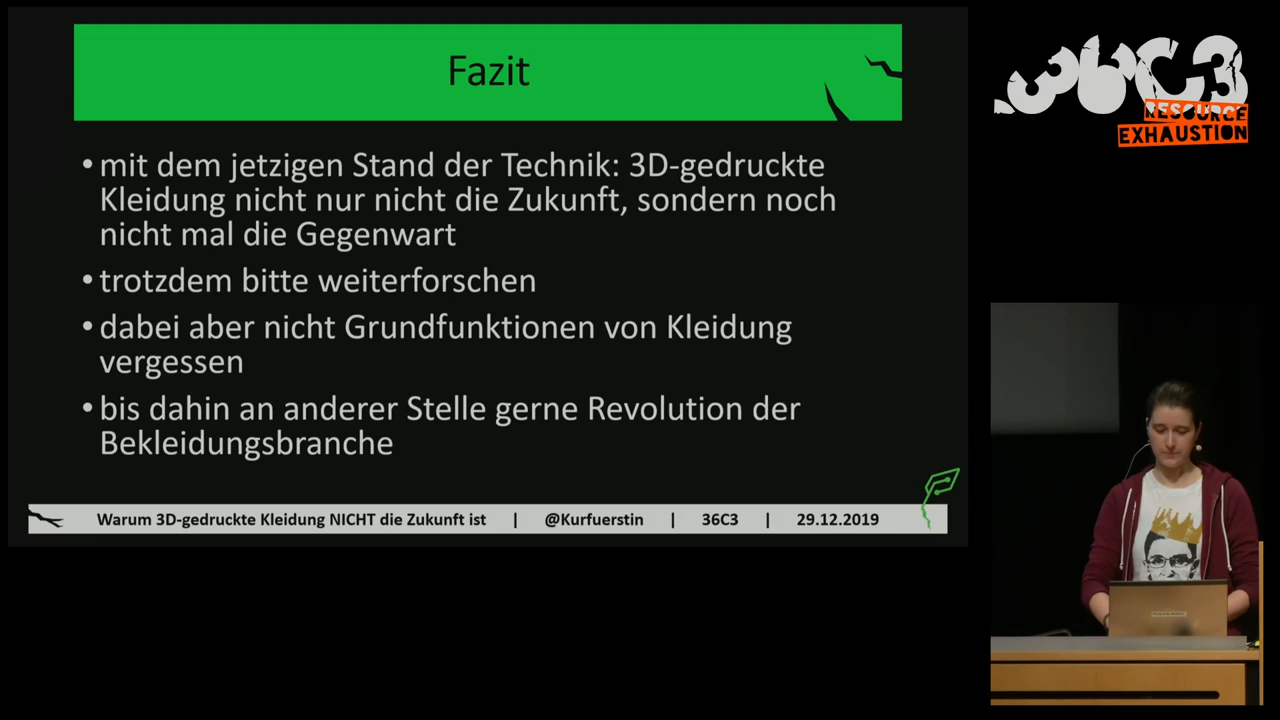 Fazit
• mit dem jetzigen Stand der Technik: 3D-gedruckte
Kleidung nicht nur nicht die Zukunft, sondern noch
nicht mal die Gegenwart
• trotzdem bitte weiterforschen
• dabei aber nicht Grundfunktionen von Kleidung
vergessen
• bis dahin an anderer Stelle gerne Revolution der
Bekleidungsbranche
Warum 3D-gedruckte Kleidung NICHT die Zukunft ist | @Kurfuerstin | 36C3 | 29.12.2019
36C3
RESOURCE
EXHAUSTION